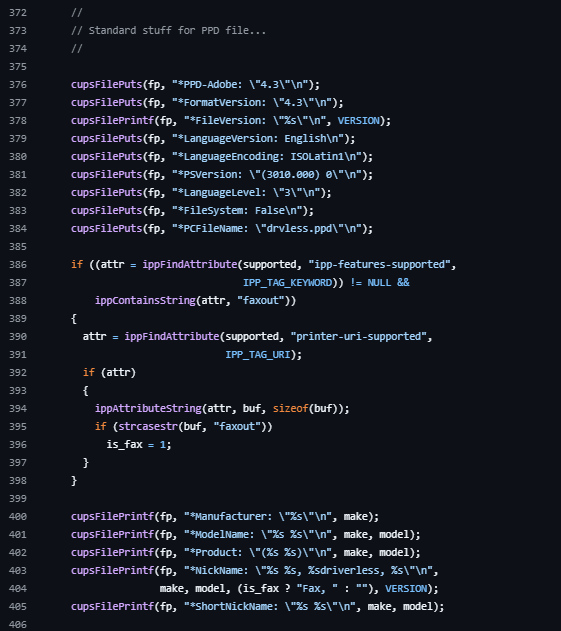 372 //
373 // Standard stuff for PPD file...
374 //
375
376 cupsFilePuts(fp, "*PPD-Adobe: \"4.3\"\n");
377 cupsFilePuts(fp, "*FormatVersion: \"4.3\"\n");
378 cupsFilePrintf(fp, "*FileVersion: \"%s\"\n", VERSION);
379 cupsFilePuts(fp, "*LanguageVersion: English\n");
380 cupsFilePuts(fp, "*LanguageEncoding: ISOLatin1\n");
381 cupsFilePuts(fp, "*PSVersion: \"(3010.000) 0\"\n");
382 cupsFilePuts(fp, "*LanguageLevel: \"3\"\n");
383 cupsFilePuts(fp, "*FileSystem: False\n");
384 cupsFilePuts(fp, "*PCFileName: \"drvless.ppd\"\n");
385
386 if ((attr = ippFindAttribute(supported, "ipp-features-supported",
387 IPP_TAG_KEYWORD)) != NULL &&
388 ippContainsString(attr, "faxout"))
389 {
390 attr = ippFindAttribute(supported, "printer-uri-supported",
391 IPP_TAG_URI);
392 if (attr)
393 {
394 ippAttributeString(attr, buf, sizeof(buf));
395 if (strcasestr(buf, "faxout"))
396 is_fax = 1;
397 }
398 }
399
400 cupsFilePrintf(fp, "*Manufacturer: \"%s\"\n", make);
401 cupsFilePrintf(fp, "*ModelName: \"%s %s\"\n", make, model);
402 cupsFilePrintf(fp, "*Product: \"(%s %s)\"\n", make, model);
403 cupsFilePrintf(fp, "*NickName: \"%s %s, %sdriverless, %s\"\n",
404 make, model, (is_fax ? "Fax, " : ""), VERSION);
405 cupsFilePrintf(fp, "*ShortNickName: \"%s %s\"\n", make, model);
406